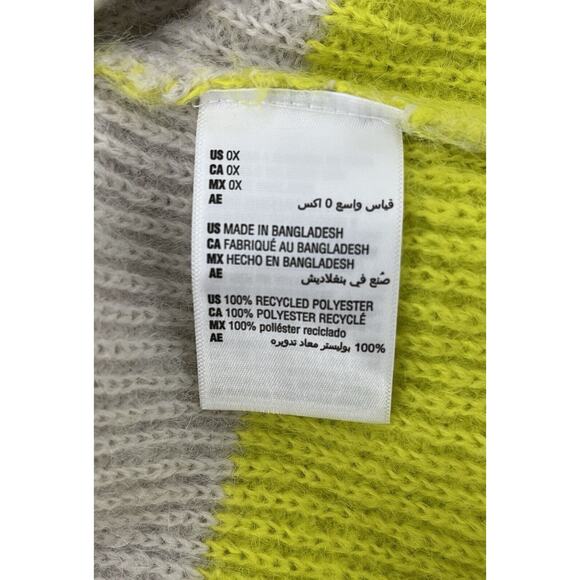 US 0X
CA 0X
MX 0X
AE قياس واسع 0 اكس
US MADE IN BANGLADESH
CA FABRIQUÉ AU BANGLADESH
MX HECHO EN BANGLADESH
AE صُنع في بنغلاديش
US 100% RECYCLED POLYESTER
CA 100% POLYESTER RECYCLÉ
MX 100% poliéster reciclado
AE 100% بوليستر معاد تدويره